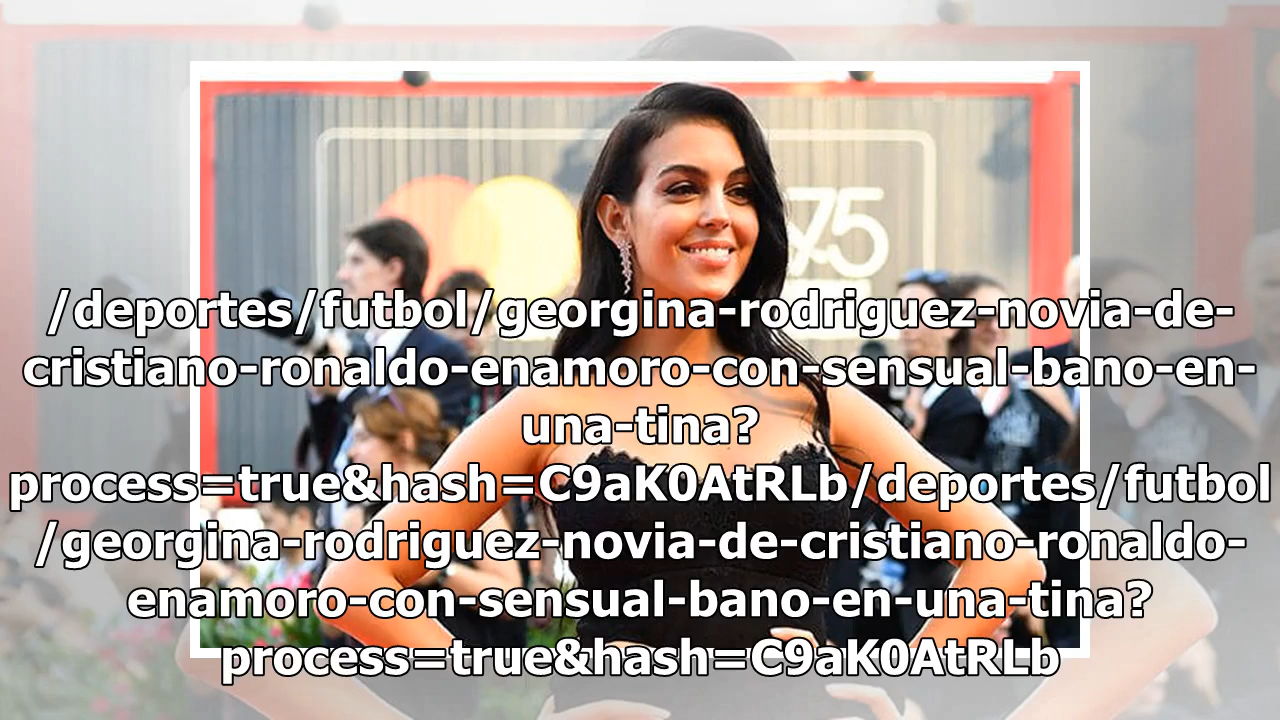 75
/deportes/futbol/georgina-rodriguez-novia-de-
cristiano-ronaldo-enamoro-con-sensual-bano-en-
una-tina?
process=true&hash=C9aK0AtRLb/deportes/futbol
/georgina-rodriguez-novia-de-cristiano-ronaldo-
enamoro-con-sensual-bano-en-una-tina?
process=true&hash=C9aK0AtRLb